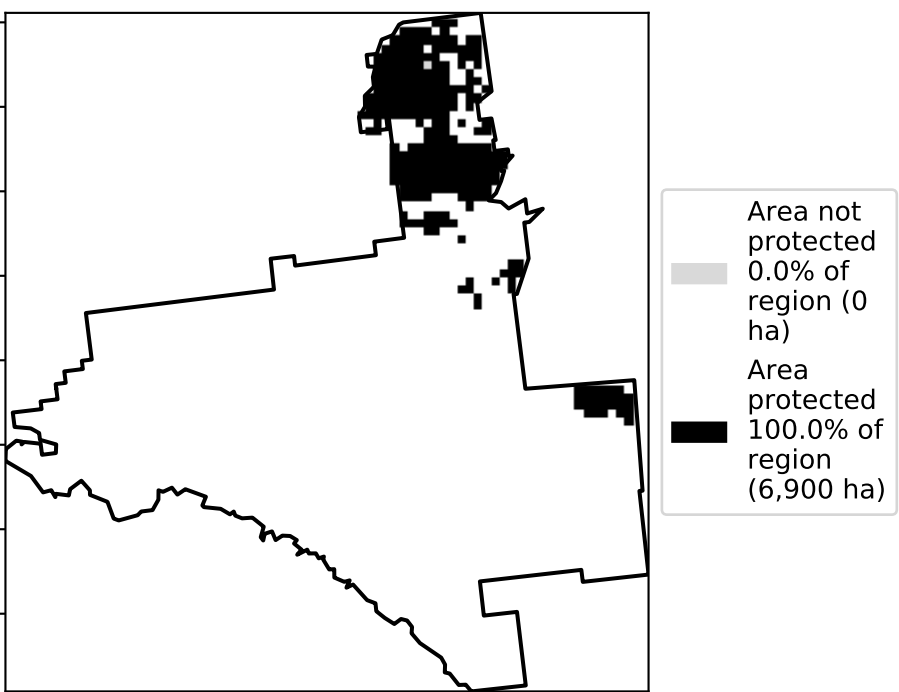 Area not
protected
0.0% of
region (0
ha)
Area
protected
100.0% of
region
(6,900 ha)